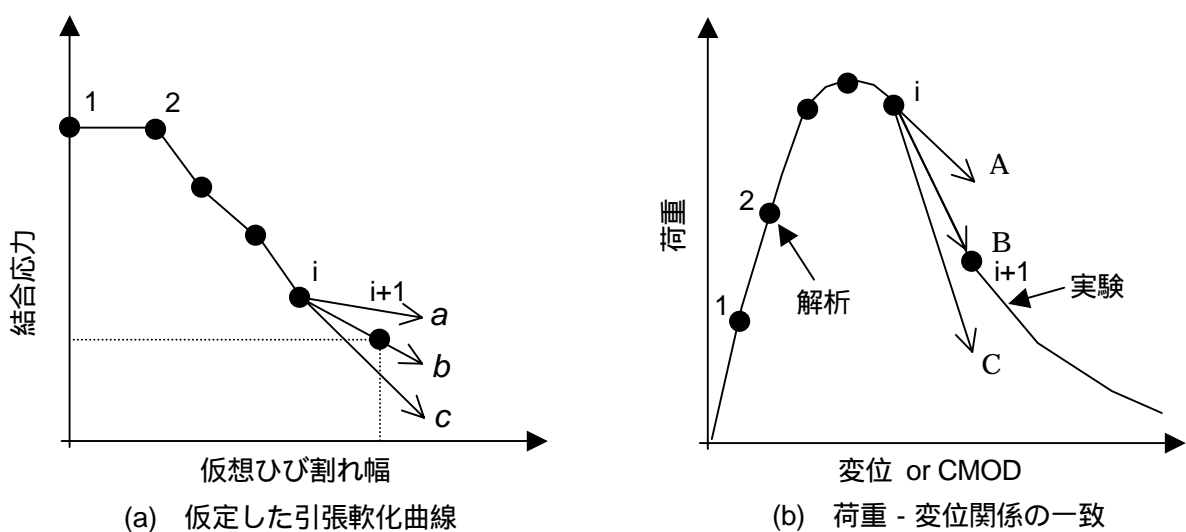 1
2
結合応力
i
i+1
a
b
c
仮想ひび割れ幅
(a) 仮定した引張軟化曲線
i
A
2
荷重
B
i+1
解析
実験
1
C
変位 or CMOD
(b) 荷重 - 変位関係の一致